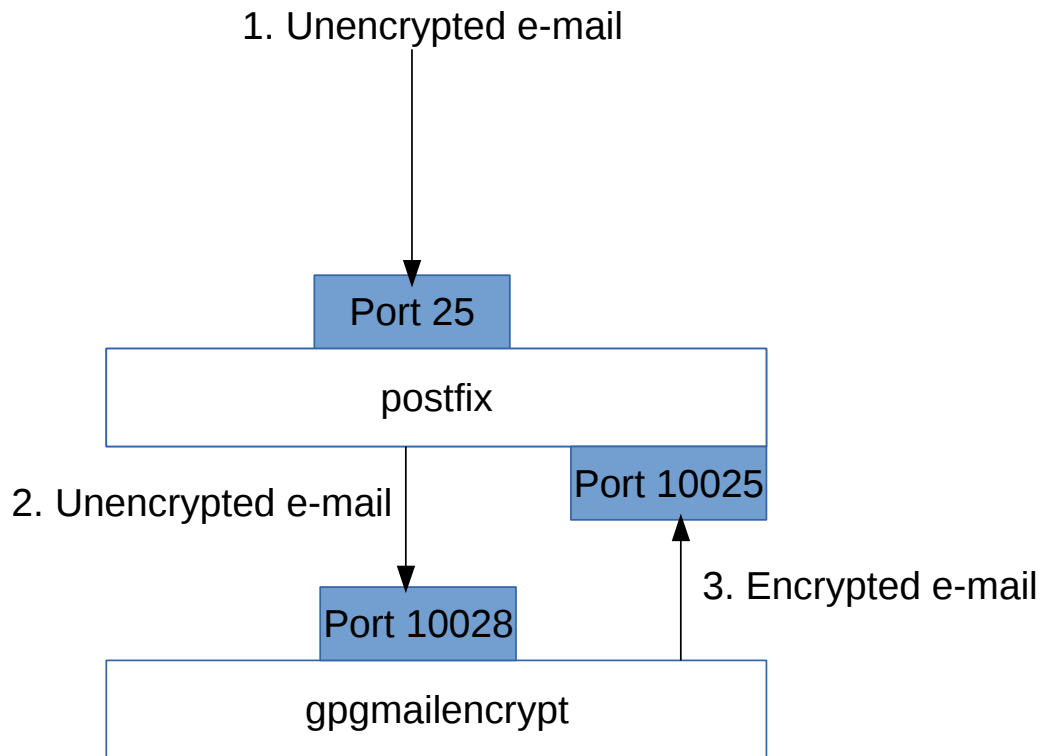 1. Unencrypted e-mail
Port 25
postfix
Port 10025
2. Unencrypted e-mail
3. Encrypted e-mail
Port 10028
gpgmailencrypt